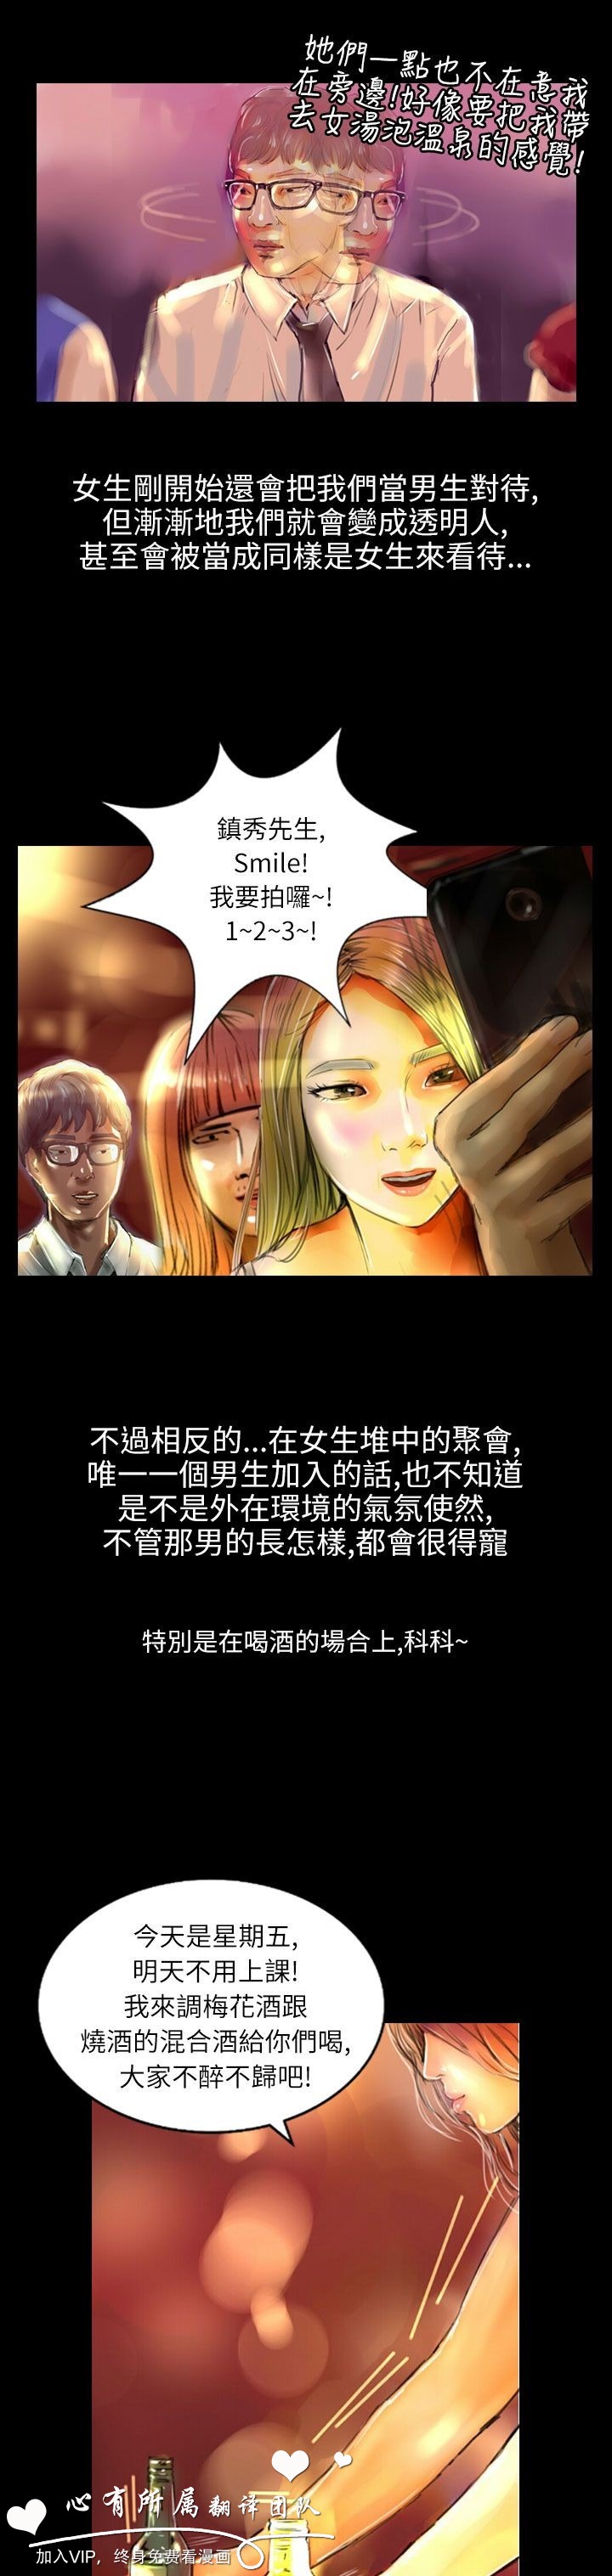 她們一點也不在意我
在旁邊!好像要把我帶
去女湯泡溫泉的感覺!
女生剛開始還會把我們當男生對待,
但漸漸地我們就會變成透明人,
甚至會被當成同樣是女生來看待...
鎮秀先生,
Smile!
我要拍囉~!
1~2~3~!
不過相反的...在女生堆中的聚會,
唯一一個男生加入的話,也不知道
是不是外在環境的氣氛使然,
不管那男的長怎樣,都會很得寵
特別是在喝酒的場合上,科科~
今天是星期五,
明天不用上課!
我來調梅花酒跟
燒酒的混合酒給你們喝,
大家不醉不歸吧!
心有所属翻译团队
加入VIP，终身免费看漫画